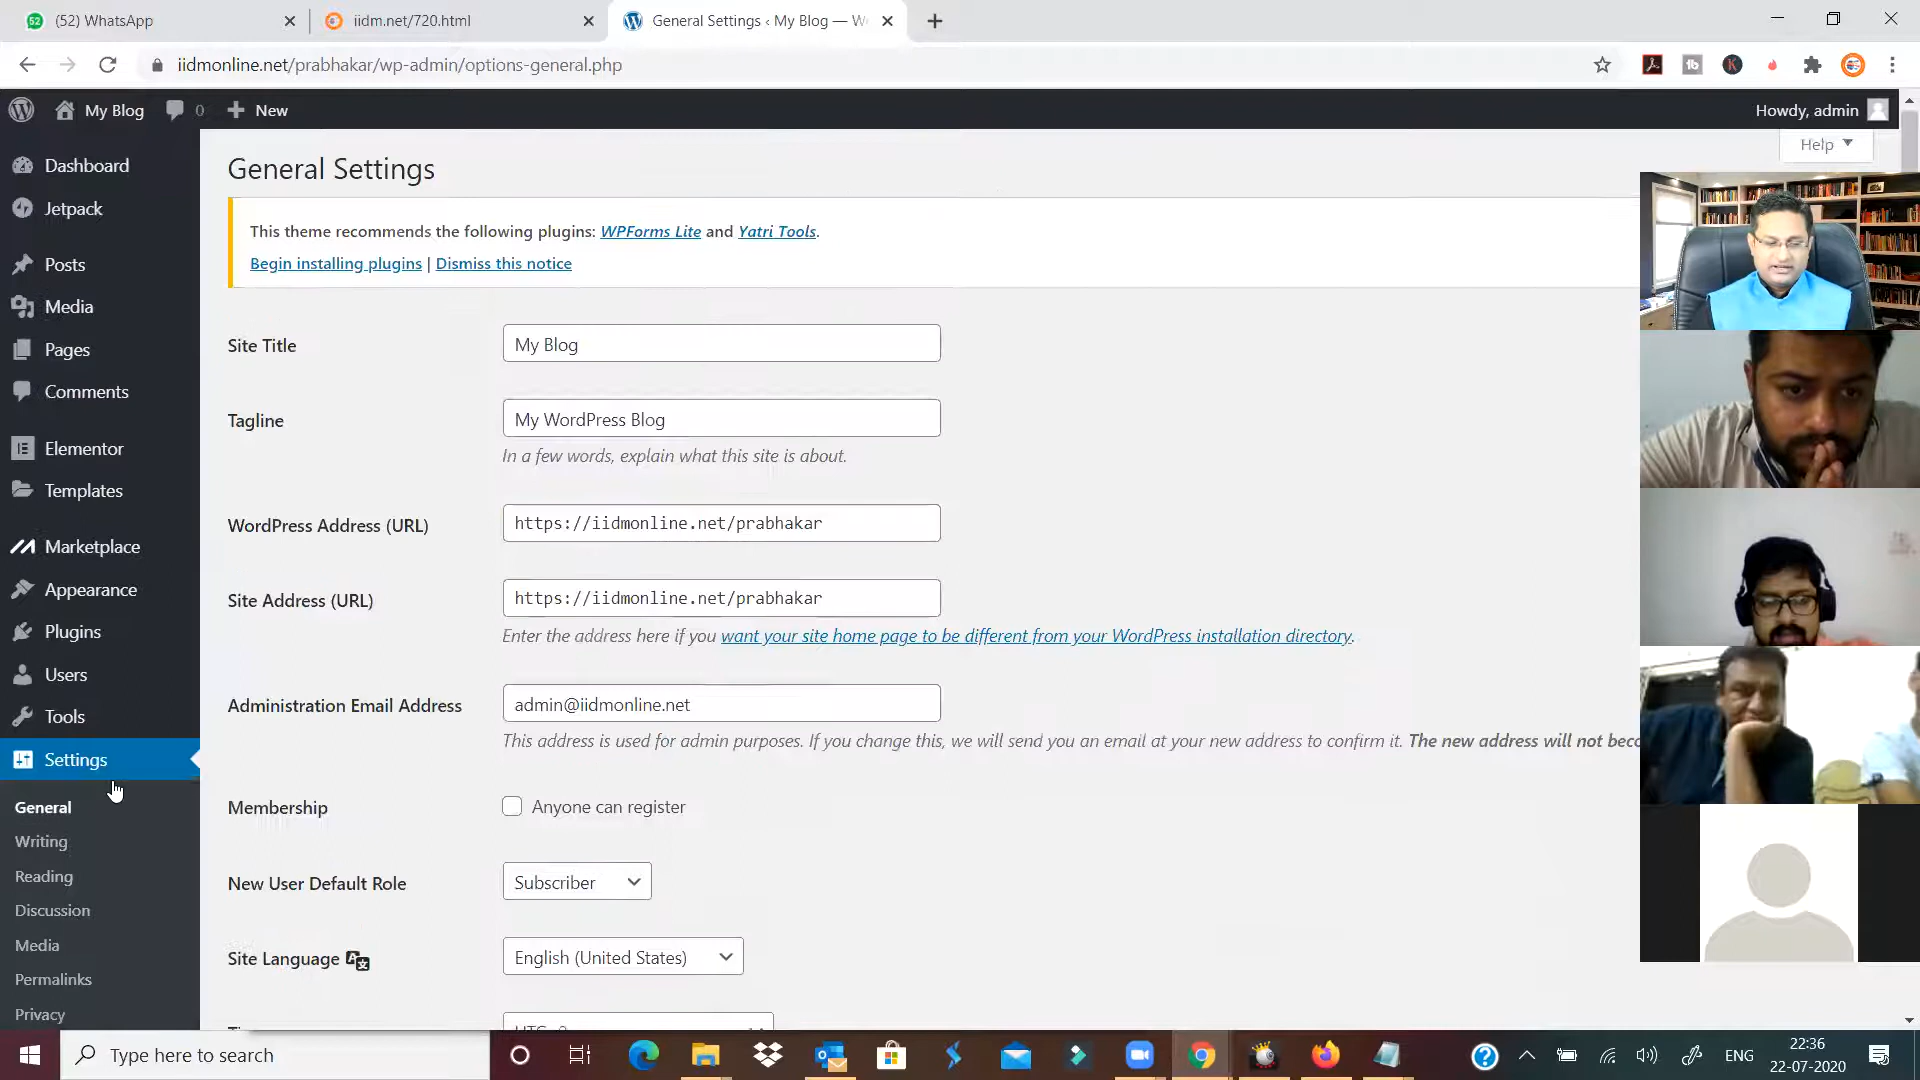 (52) WhatsApp
iidm.net/720.html
General Settings ‹ My Blog — W
iidmonline.net/prabhakar/wp-admin/options-general.php
My Blog
0
New
Howdy, admin
Help
Dashboard
Jetpack
Posts
Media
Pages
Comments
Elementor
Templates
Marketplace
Appearance
Plugins
Users
Tools
Settings
General
Writing
Reading
Discussion
Media
Permalinks
Privacy
General Settings
This theme recommends the following plugins: WPForms Lite and Yatri Tools.
Begin installing plugins | Dismiss this notice
Site Title
My Blog
Tagline
My WordPress Blog
In a few words, explain what this site is about.
WordPress Address (URL)
https://iidmonline.net/prabhakar
Site Address (URL)
https://iidmonline.net/prabhakar
Enter the address here if you want your site home page to be different from your WordPress installation directory.
Administration Email Address
admin@iidmonline.net
This address is used for admin purposes. If you change this, we will send you an email at your new address to confirm it. The new address will not beco
Membership
Anyone can register
New User Default Role
Subscriber
Site Language
English (United States)
Type here to search
ENG
22:36
22-07-2020